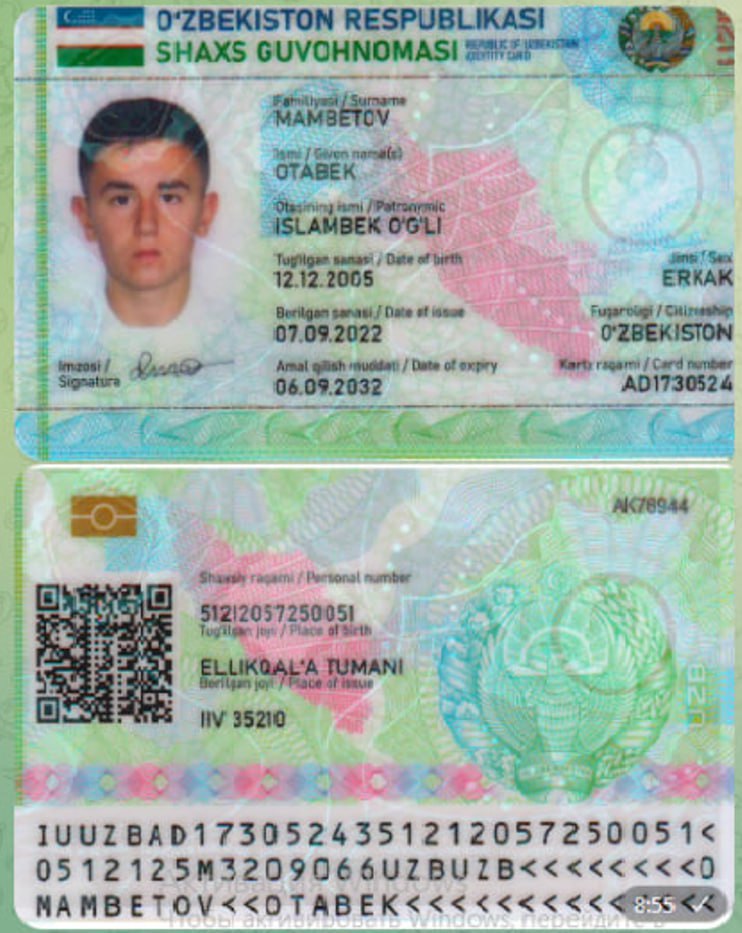 O‘ZBEKISTON RESPUBLIKASI
SHAXS GUVOHNOMASI REPUBLIC OF UZBEKISTAN
IDENTITY CARD
Familiyasi / Surname
MAMBETOV
Ismi / Given name(s)
OTABEK
Otasining ismi / Patronymic
ISLAMBEK O‘G‘LI
Tug‘ilgan sanasi / Date of birth
12.12.2005
Jinsi / Sex
ERKAK
Berilgan sanasi / Date of issue
07.09.2022
Fuqaroligi / Citizenship
O‘ZBEKISTON
Imzosi /
Signature
Amal qilish muddati / Date of expiry
06.09.2032
Karta raqami / Card number
AD1730524
AK76944
Shaxsiy raqami / Personal number
51212057250051
Tug‘ilgan joyi / Place of birth
ELLIKQAL‘A TUMANI
Berilgan joyi / Place of issue
IIV 35210
UZB
IUUZBAD1730524351212057250051<
0512125M3209066UZBUZB<<<<<<<<0
MAMBETOV<<OTABEK<<<<<<<<<<<<<<
Активация Windows
Чтобы активировать Windows, перейдите в
8:55